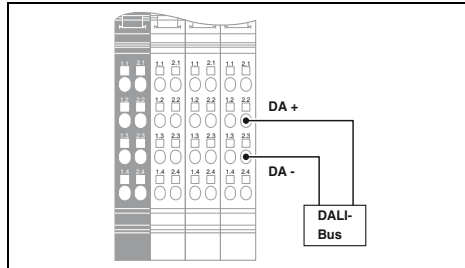 1.1 2.1 1.1 2.1 1.1 2.1 1.1 2.1
1.2 2.2 1.2 2.2 1.2 2.2 1.2 2.2
DA +
1.3 2.3 1.3 2.3 1.3 2.3 1.3 2.3
DA -
1.4 2.4 1.4 2.4 1.4 2.4 1.4 2.4
DALI-
Bus